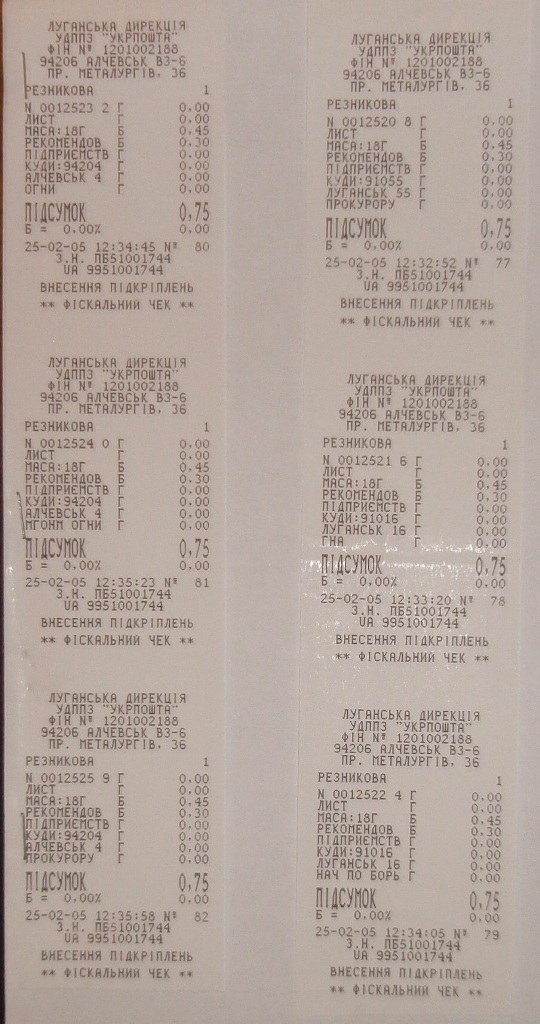 ЛУГАНСЬКА ДИРЕКЦІЯ
УДППЗ "УКРПОШТА"
ФІН № 1201002188
94206 АЛЧЕВСЬК ВЗ-6
ПР. МЕТАЛУРГІВ, 36
РЕЗНИКОВА 1
N 0012523 2 Г 0.00
ЛИСТ Г 0.00
МАСА:18Г Б 0.45
РЕКОМЕНДОВ Б 0.30
ПІДПРИЄМСТВ Г 0.00
КУДИ:94204 Г 0.00
АЛЧЕВСЬК 4 Г 0.00
ОГНИ Г 0.00
ПІДСУМОК 0,75
Б = 0.00% 0.00
25-02-05 12:34:45 № 80
З.Н. ПБ51001744
UA 9951001744
ВНЕСЕННЯ ПІДКРІПЛЕНЬ
** ФІСКАЛЬНИЙ ЧЕК **
ЛУГАНСЬКА ДИРЕКЦІЯ
УДППЗ "УКРПОШТА"
ФІН № 1201002188
94206 АЛЧЕВСЬК ВЗ-6
ПР. МЕТАЛУРГІВ, 36
РЕЗНИКОВА 1
N 0012524 0 Г 0.00
ЛИСТ Г 0.00
МАСА:18Г Б 0.45
РЕКОМЕНДОВ Б 0.30
ПІДПРИЄМСТВ Г 0.00
КУДИ:94204 Г 0.00
АЛЧЕВСЬК 4 Г 0.00
МГОНМ ОГНИ Г 0.00
ПІДСУМОК 0,75
Б = 0.00% 0.00
25-02-05 12:35:23 № 81
З.Н. ПБ51001744
UA 9951001744
ВНЕСЕННЯ ПІДКРІПЛЕНЬ
** ФІСКАЛЬНИЙ ЧЕК **
ЛУГАНСЬКА ДИРЕКЦІЯ
УДППЗ "УКРПОШТА"
ФІН № 1201002188
94206 АЛЧЕВСЬК ВЗ-6
ПР. МЕТАЛУРГІВ, 36
РЕЗНИКОВА 1
N 0012525 9 Г 0.00
ЛИСТ Г 0.00
МАСА:18Г Б 0.45
РЕКОМЕНДОВ Б 0.30
ПІДПРИЄМСТВ Г 0.00
КУДИ:94204 Г 0.00
АЛЧЕВСЬК 4 Г 0.00
ПРОКУРОРУ Г 0.00
ПІДСУМОК 0,75
Б = 0.00% 0.00
25-02-05 12:35:58 № 82
З.Н. ПБ51001744
UA 9951001744
ВНЕСЕННЯ ПІДКРІПЛЕНЬ
** ФІСКАЛЬНИЙ ЧЕК **
ЛУГАНСЬКА ДИРЕКЦІЯ
УДППЗ "УКРПОШТА"
ФІН № 1201002188
94206 АЛЧЕВСЬК ВЗ-6
ПР. МЕТАЛУРГІВ, 36
РЕЗНИКОВА 1
N 0012520 8 Г 0.00
ЛИСТ Г 0.00
МАСА:18Г Б 0.45
РЕКОМЕНДОВ Б 0.30
ПІДПРИЄМСТВ Г 0.00
КУДИ:91055 Г 0.00
ЛУГАНСЬК 55 Г 0.00
ПРОКУРОРУ Г 0.00
ПІДСУМОК 0,75
Б = 0.00% 0.00
25-02-05 12:32:52 № 77
З.Н. ПБ51001744
UA 9951001744
ВНЕСЕННЯ ПІДКРІПЛЕНЬ
** ФІСКАЛЬНИЙ ЧЕК **
ЛУГАНСЬКА ДИРЕКЦІЯ
УДППЗ "УКРПОШТА"
ФІН № 1201002188
94206 АЛЧЕВСЬК ВЗ-6
ПР. МЕТАЛУРГІВ, 36
РЕЗНИКОВА 1
N 0012521 6 Г 0.00
ЛИСТ Г 0.00
МАСА:18Г Б 0.45
РЕКОМЕНДОВ Б 0.30
ПІДПРИЄМСТВ Г 0.00
КУДИ:91016 Г 0.00
ЛУГАНСЬК 16 Г 0.00
ГНА Г 0.00
ПІДСУМОК 0,75
Б = 0.00% 0.00
25-02-05 12:33:20 № 78
З.Н. ПБ51001744
UA 9951001744
ВНЕСЕННЯ ПІДКРІПЛЕНЬ
** ФІСКАЛЬНИЙ ЧЕК **
ЛУГАНСЬКА ДИРЕКЦІЯ
УДППЗ "УКРПОШТА"
ФІН № 1201002188
94206 АЛЧЕВСЬК ВЗ-6
ПР. МЕТАЛУРГІВ, 36
РЕЗНИКОВА 1
N 0012522 4 Г 0.00
ЛИСТ Г 0.00
МАСА:18Г Б 0.45
РЕКОМЕНДОВ Б 0.30
ПІДПРИЄМСТВ Г 0.00
КУДИ:91016 Г 0.00
ЛУГАНСЬК 16 Г 0.00
НАЧ ПО БОРЬ Г 0.00
ПІДСУМОК 0,75
Б = 0.00% 0.00
25-02-05 12:34:05 № 79
З.Н. ПБ51001744
UA 9951001744
ВНЕСЕННЯ ПІДКРІПЛЕНЬ
** ФІСКАЛЬНИЙ ЧЕК **